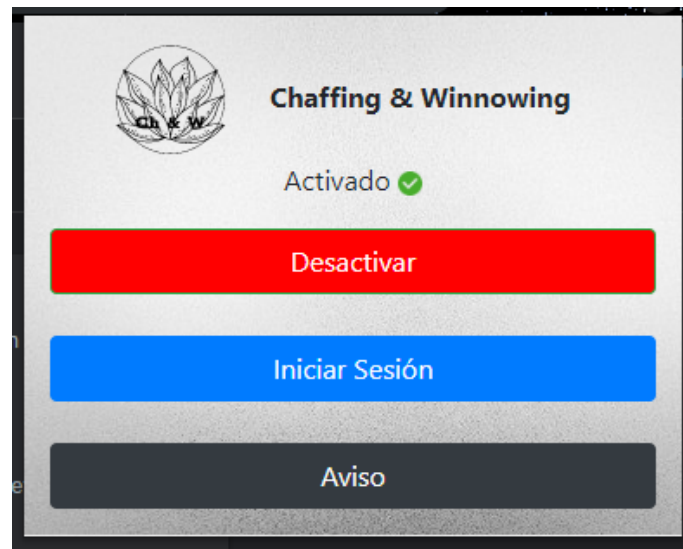 Ch & W
Chaffing & Winnowing
Activado
Desactivar
Iniciar Sesión
Aviso